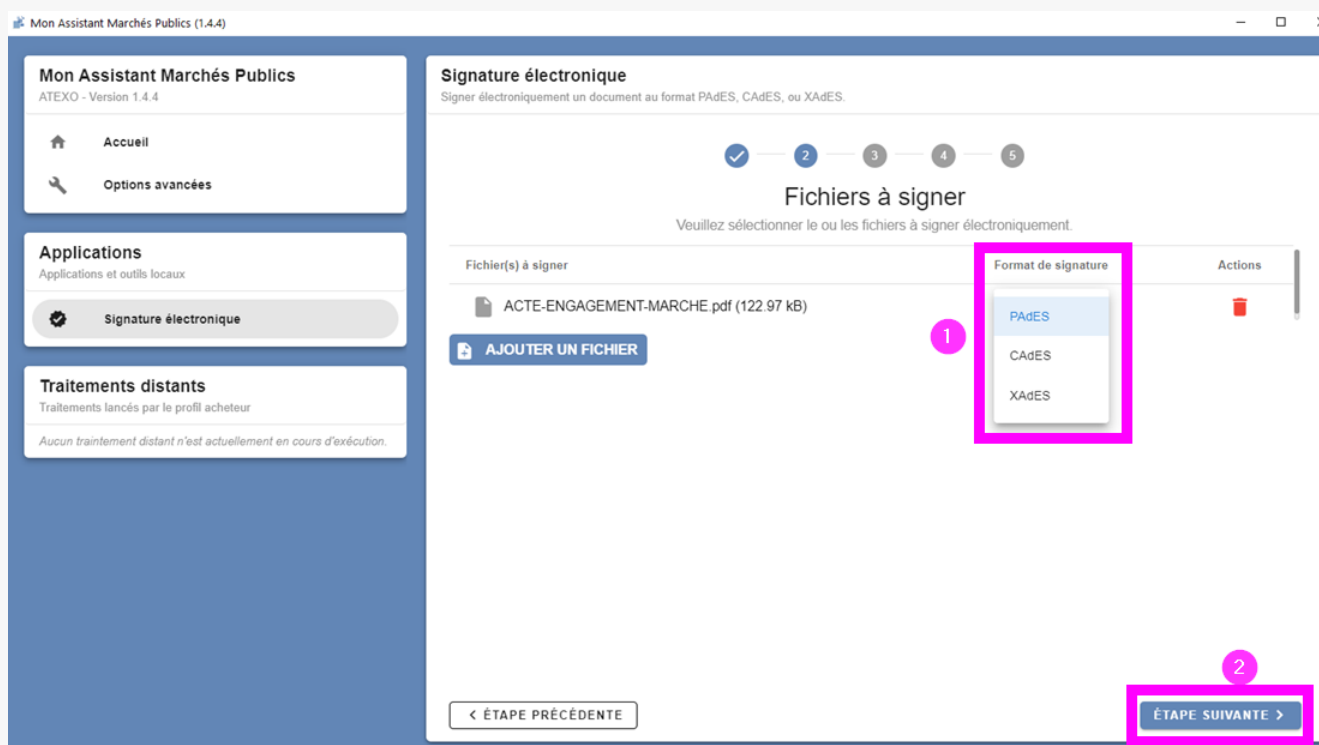 Mon Assistant Marchés Publics (1.4.4)
Mon Assistant Marchés Publics
ATEXO - Version 1.4.4
Accueil
Options avancées
Applications
Applications et outils locaux
Signature électronique
Traitements distants
Traitements lancés par le profil acheteur
Aucun traintement distant n'est actuellement en cours d'exécution.
Signature électronique
Signer électroniquement un document au format PAdES, CAdES, ou XAdES.
2 3 4 5
Fichiers à signer
Veuillez sélectionner le ou les fichiers à signer électroniquement.
Fichier(s) à signer Format de signature Actions
ACTE-ENGAGEMENT-MARCHE.pdf (122.97 kB)
PAdES
1
CAdES
XAdES
AJOUTER UN FICHIER
2
< ÉTAPE PRÉCÉDENTE
ÉTAPE SUIVANTE >